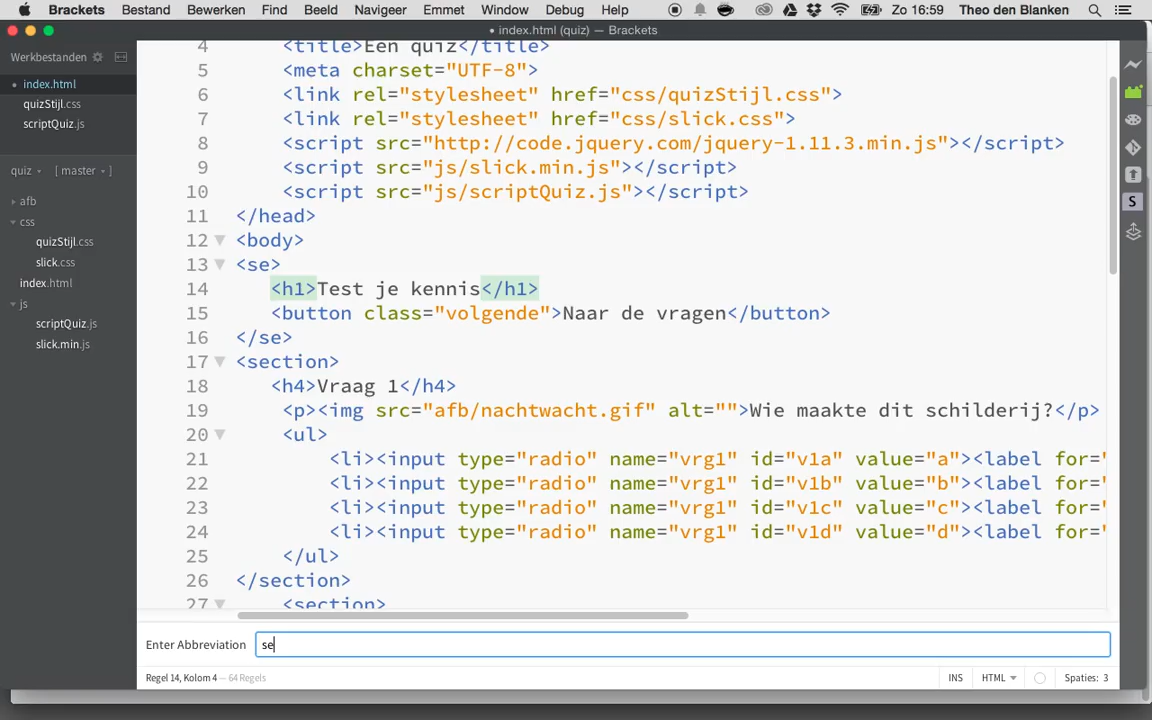 Brackets Bestand Bewerken Find Beeld Navigeer Emmet Window Debug Help Zo 16:59 Theo den Blanken
• index.html (quiz) — Brackets
Werkbestanden
• index.html
quizStijl.css
scriptQuiz.js
quiz [ master ]
afb
css
quizStijl.css
slick.css
index.html
js
scriptQuiz.js
slick.min.js
4 <title>Een quiz</title>
5 <meta charset="UTF-8">
6 <link rel="stylesheet" href="css/quizStijl.css">
7 <link rel="stylesheet" href="css/slick.css">
8 <script src="http://code.jquery.com/jquery-1.11.3.min.js"></script>
9 <script src="js/slick.min.js"></script>
10 <script src="js/scriptQuiz.js"></script>
11 </head>
12 <body>
13 <se>
14 <h1>Test je kennis</h1>
15 <button class="volgende">Naar de vragen</button>
16 </se>
17 <section>
18 <h4>Vraag 1</h4>
19 <p><img src="afb/nachtwacht.gif" alt="">Wie maakte dit schilderij?</p>
20 <ul>
21 <li><input type="radio" name="vrg1" id="v1a" value="a"><label for="
22 <li><input type="radio" name="vrg1" id="v1b" value="b"><label for="
23 <li><input type="radio" name="vrg1" id="v1c" value="c"><label for="
24 <li><input type="radio" name="vrg1" id="v1d" value="d"><label for="
25 </ul>
26 </section>
27 <section>
Enter Abbreviation se
Regel 14, Kolom 4 — 64 Regels INS HTML Spaties: 3
S